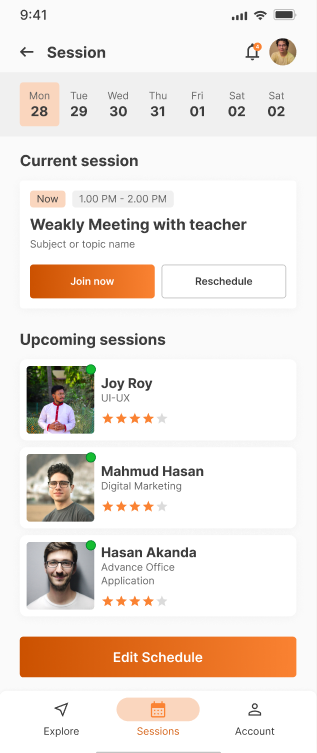 9:41
Session
Mon Tue Wed Thu Fri Sat Sat
28 29 30 31 01 02 02
Current session
Now 1.00 PM - 2.00 PM
Weakly Meeting with teacher
Subject or topic name
Join now Reschedule
Upcoming sessions
Joy Roy
UI-UX
Mahmud Hasan
Digital Marketing
Hasan Akanda
Advance Office
Application
Edit Schedule
Explore Sessions Account